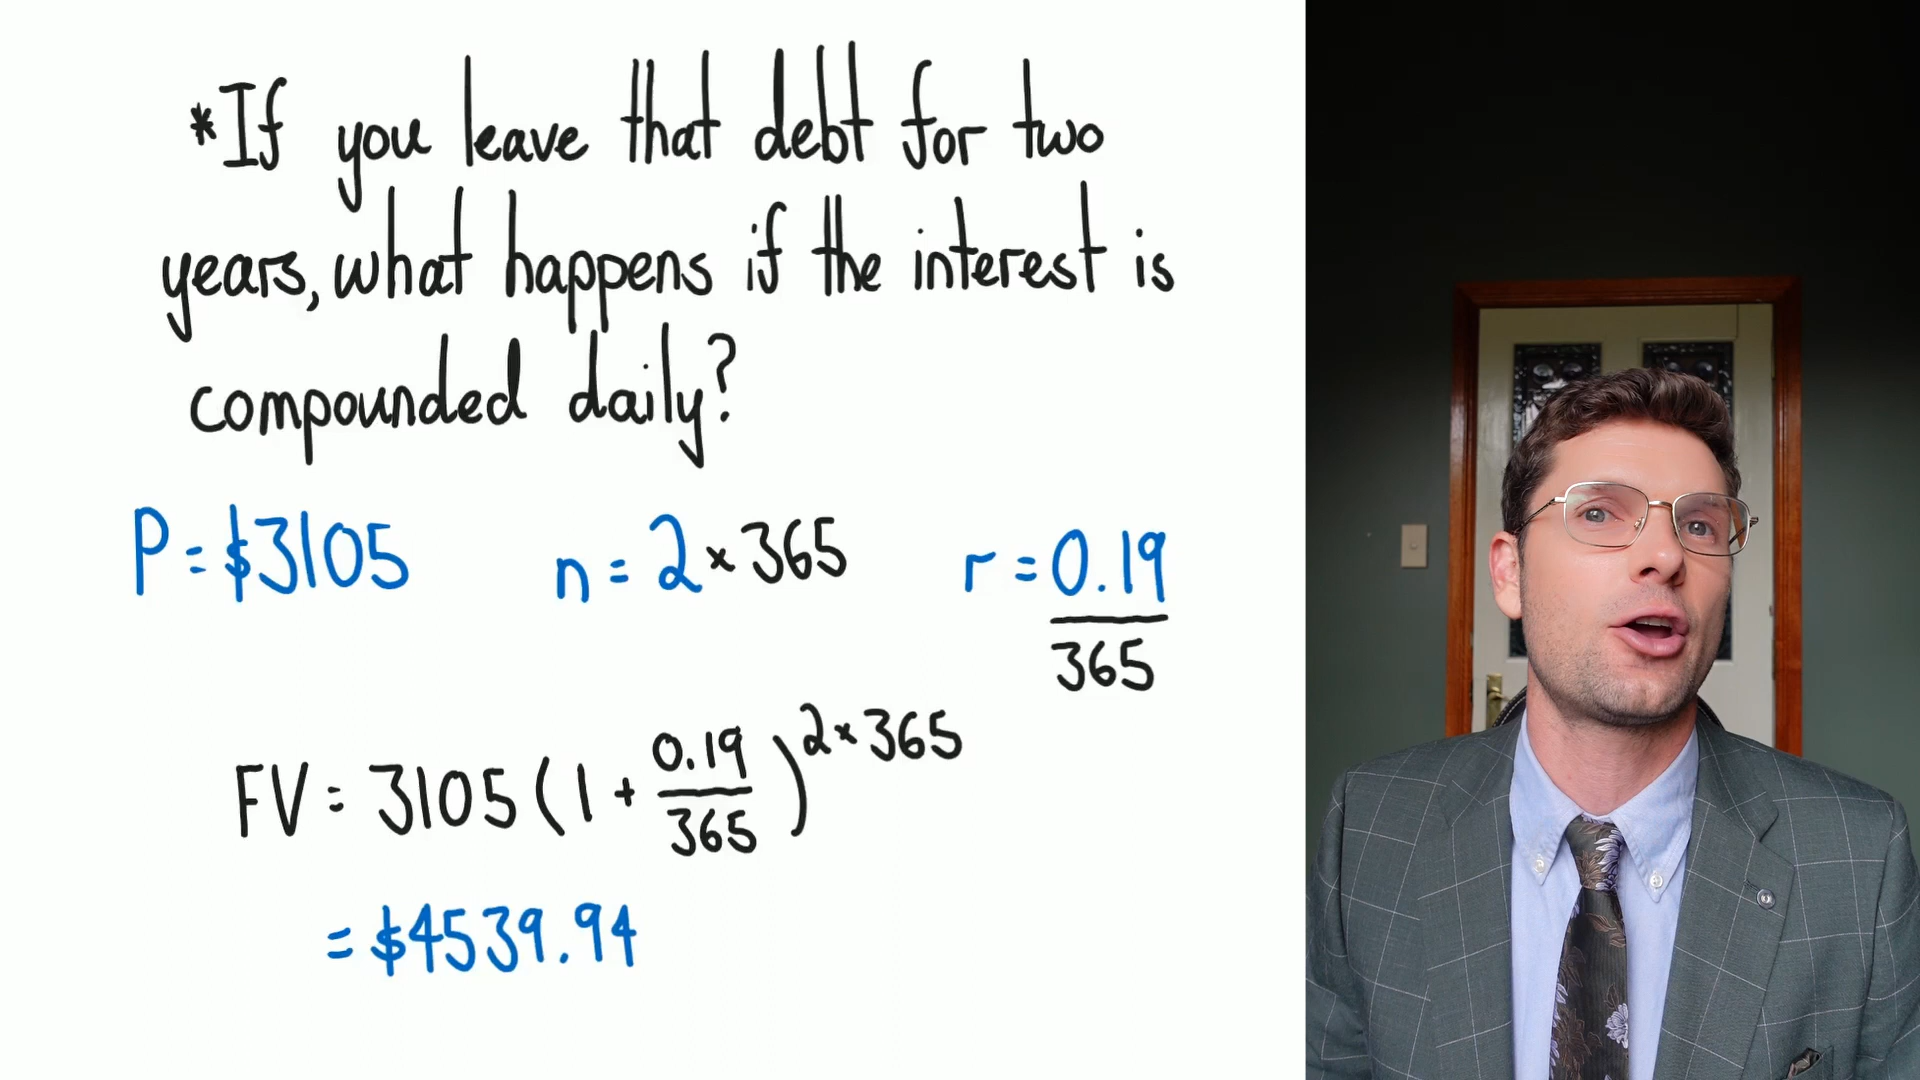 *If you leave that debt for two
years, what happens if the interest is
compounded daily?
P = $3105 n = 2 × 365 r = 0.19/365
FV = 3105 (1 + 0.19/365)^2 × 365
= $4539.94